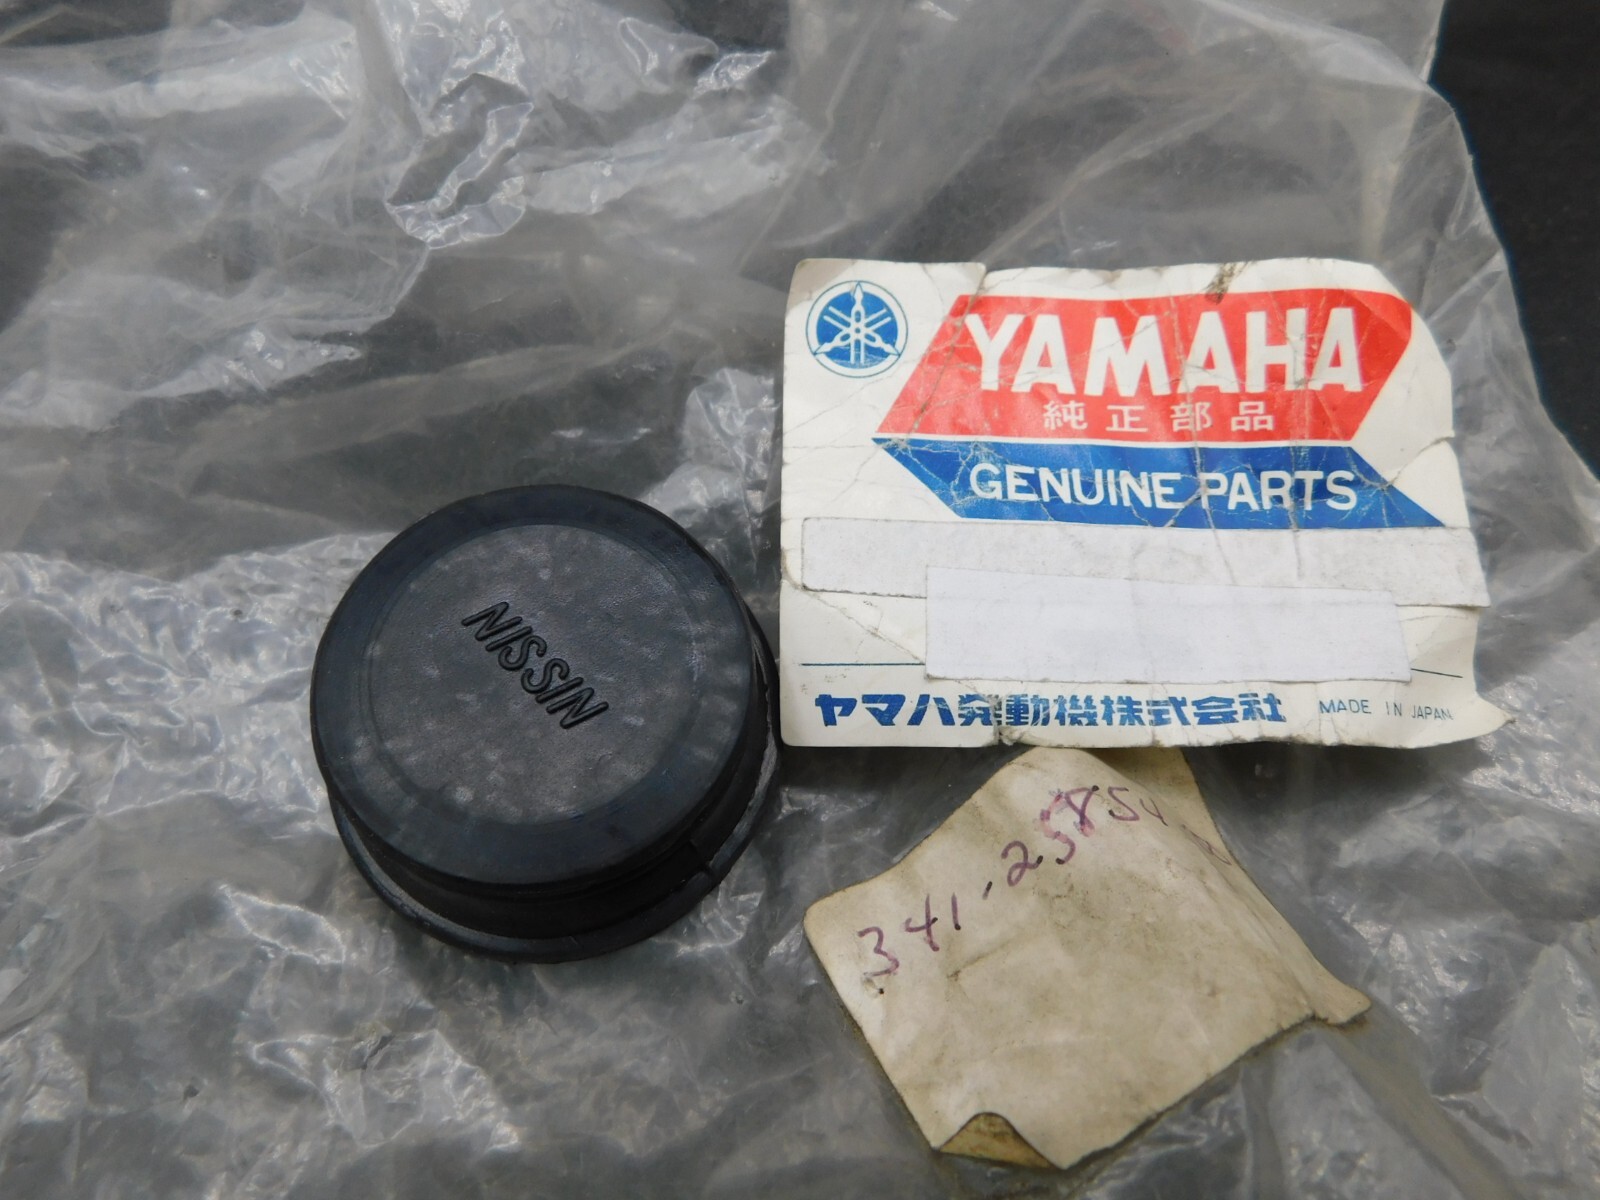 YAMAHA
純正部品
GENUINE PARTS
ヤマハ発動機株式会社 MADE IN JAPAN
NISSIN
341-25854